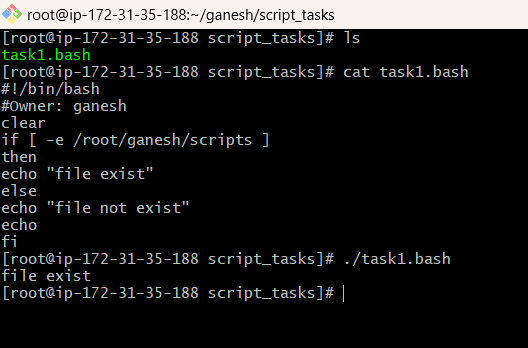 root@ip-172-31-35-188:~/ganesh/script_tasks
[root@ip-172-31-35-188 script_tasks]# ls
task1.bash
[root@ip-172-31-35-188 script_tasks]# cat task1.bash
#!/bin/bash
#Owner: ganesh
clear
if [ -e /root/ganesh/scripts ]
then
echo "file exist"
else
echo "file not exist"
echo
fi
[root@ip-172-31-35-188 script_tasks]# ./task1.bash
file exist
[root@ip-172-31-35-188 script_tasks]#